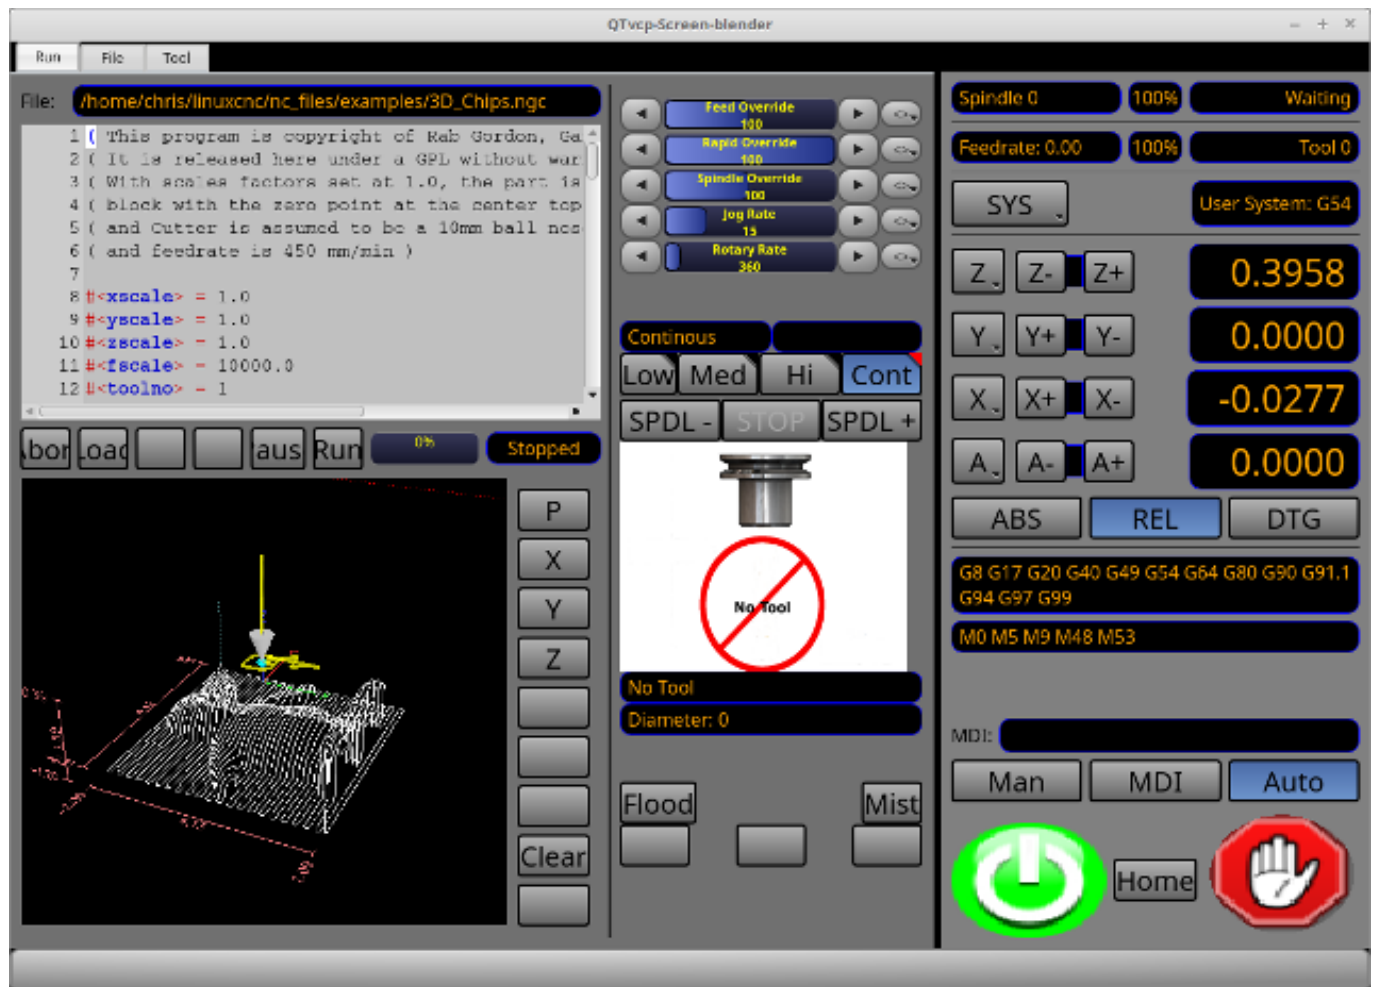 QTvcp-Screen-blender
Run File Tool
File: /home/chris/linuxcnc/nc_files/examples/3D_Chips.ngc
1 ( This program is copyright of Rab Gordon, Ga
2 ( It is released here under a GPL without war
3 ( With scales factors set at 1.0, the part is
4 ( block with the zero point at the center top
5 ( and Cutter is assumed to be a 10mm ball nos
6 ( and feedrate is 450 mm/min )
7
8 #<xscale> = 1.0
9 #<yscale> = 1.0
10 #<zscale> = 1.0
11 #<fscale> = 10000.0
12 #<toolno> = 1
Abor Load Paus Run 0% Stopped
P
X
Y
Z
Clear
Feed Override
100
Rapid Override
100
Spindle Override
100
Jog Rate
15
Rotary Rate
360
Continous
Low Med Hi Cont
SPDL - STOP SPDL +
No Tool
No Tool
Diameter: 0
Flood Mist
Spindle 0 100% Waiting
Feedrate: 0.00 100% Tool 0
SYS User System: G54
Z Z- Z+ 0.3958
Y Y+ Y- 0.0000
X X+ X- -0.0277
A A- A+ 0.0000
ABS REL DTG
G8 G17 G20 G40 G49 G54 G64 G80 G90 G91.1
G94 G97 G99
M0 M5 M9 M48 M53
MDI:
Man MDI Auto
Home